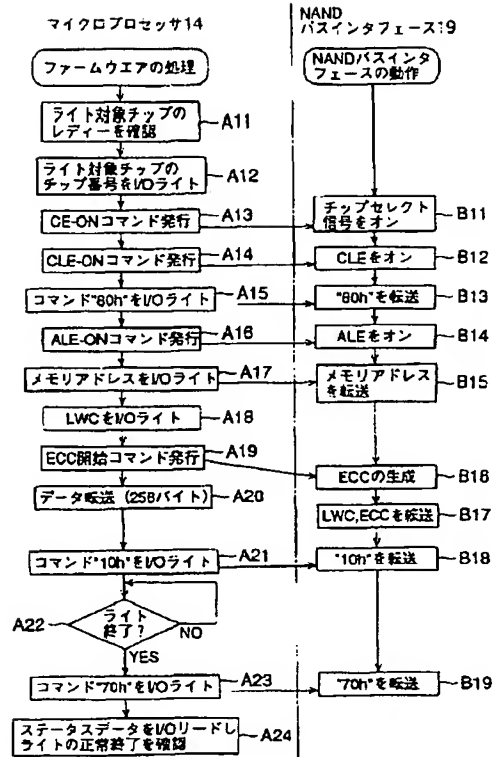 マイクロプロセッサ14
NAND
バスインタフェース19
ファームウエアの処理
NANDバスインタ
フェースの動作
ライト対象チップの
レディーを確認
A11
ライト対象チップの
チップ番号をI/Oライト
A12
CE-ONコマンド発行
A13
チップセレクト
信号をオン
B11
CLE-ONコマンド発行
A14
CLEをオン
B12
コマンド"80h"をI/Oライト
A15
"80h"を転送
B13
ALE-ONコマンド発行
A16
ALEをオン
B14
メモリアドレスをI/Oライト
A17
メモリアドレス
を転送
B15
LWCをI/Oライト
A18
ECC開始コマンド発行
A19
ECCの生成
B16
データ転送 (256バイト)
A20
LWC,ECCを転送
B17
コマンド"10h"をI/Oライト
A21
"10h"を転送
B18
ライト
終了?
A22
NO
YES
コマンド"70h"をI/Oライト
A23
"70h"を転送
B19
ステータスデータをI/Oリードし
ライトの正常終了を確認
A24